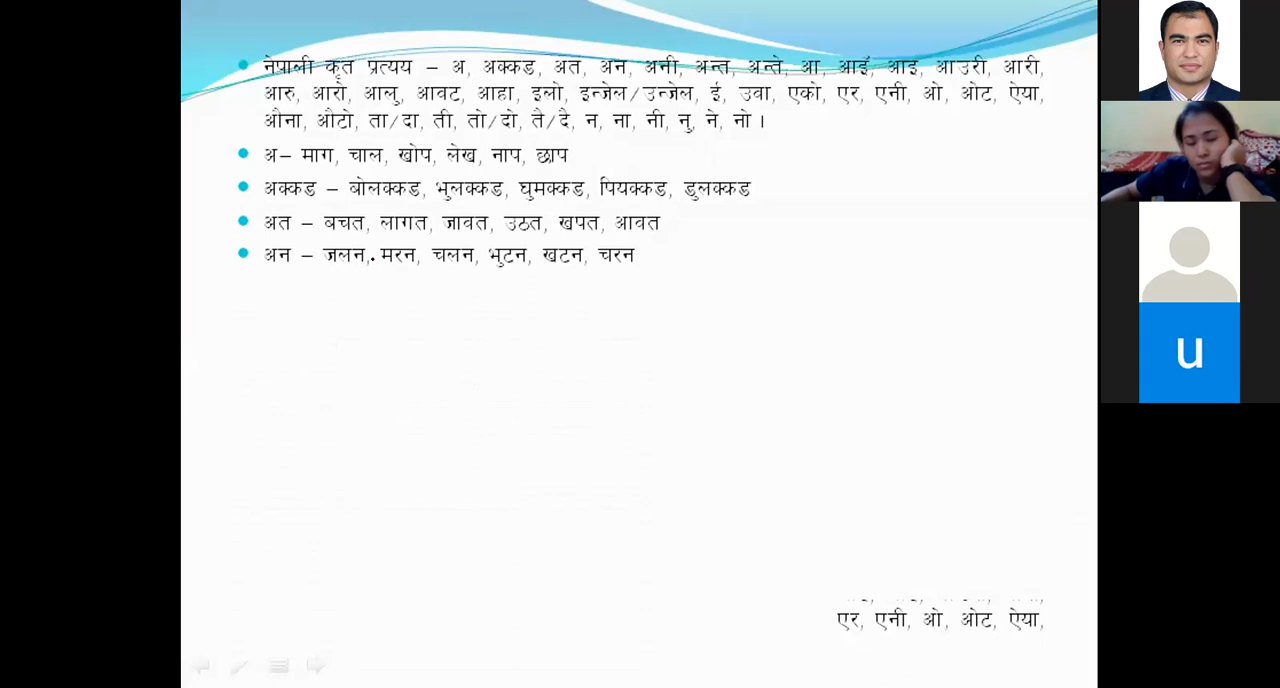 नेपाली कृत प्रत्यय – अ, अक्कड, अत, अन, अनी, अन्त, अन्ते, आ, आइँ, आइ, आउरी, आरी,
आरु, आरो, आलु, आवट, आहा, इलो, इन्जेल/उन्जेल, ई, उवा, एको, एर, एनी, ओ, ओट, ऐया,
औना, औटो, ता/दा, ती, तो/दो, तै/दै, न, ना, नी, नु, ने, नो ।
अ– माग, चाल, खोप, लेख, नाप, छाप
अक्कड – बोलक्कड, भुलक्कड, घुमक्कड, पियक्कड, डुलक्कड
अत – बचत, लागत, जावत, उठत, खपत, आवत
अन – जलन, मरन, चलन, भुटन, खटन, चरन
एर, एनी, ओ, ओट, ऐया,
u